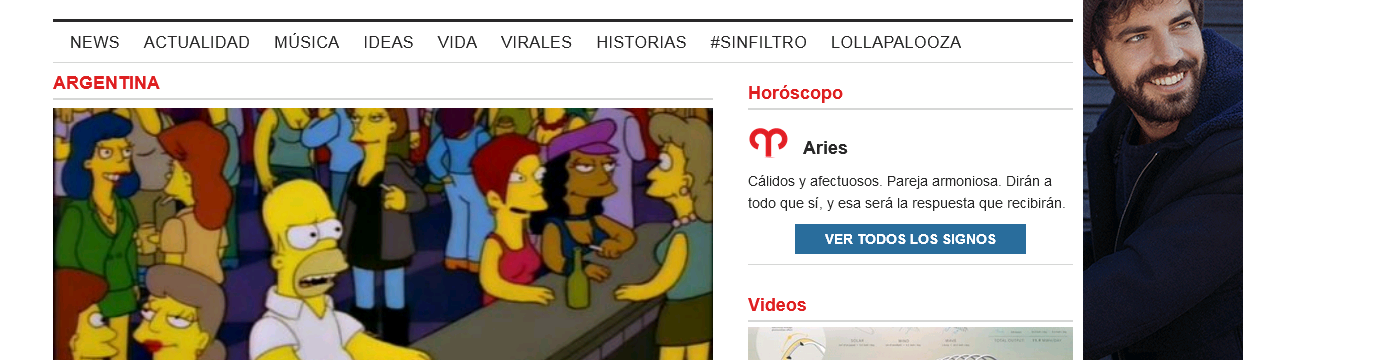 NEWS ACTUALIDAD MÚSICA IDEAS VIDA VIRALES HISTORIAS #SINFILTRO LOLLAPALOOZA
ARGENTINA
Horóscopo
Aries
Cálidos y afectuosos. Pareja armoniosa. Dirán a
todo que sí, y esa será la respuesta que recibirán.
VER TODOS LOS SIGNOS
Videos